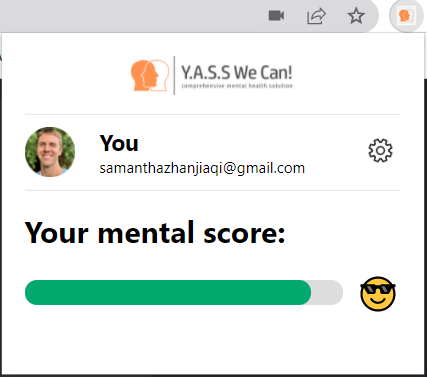 Y.A.S.S We Can!
comprehensive mental health solution
You
samanthazhanjiaqi@gmail.com
Your mental score: